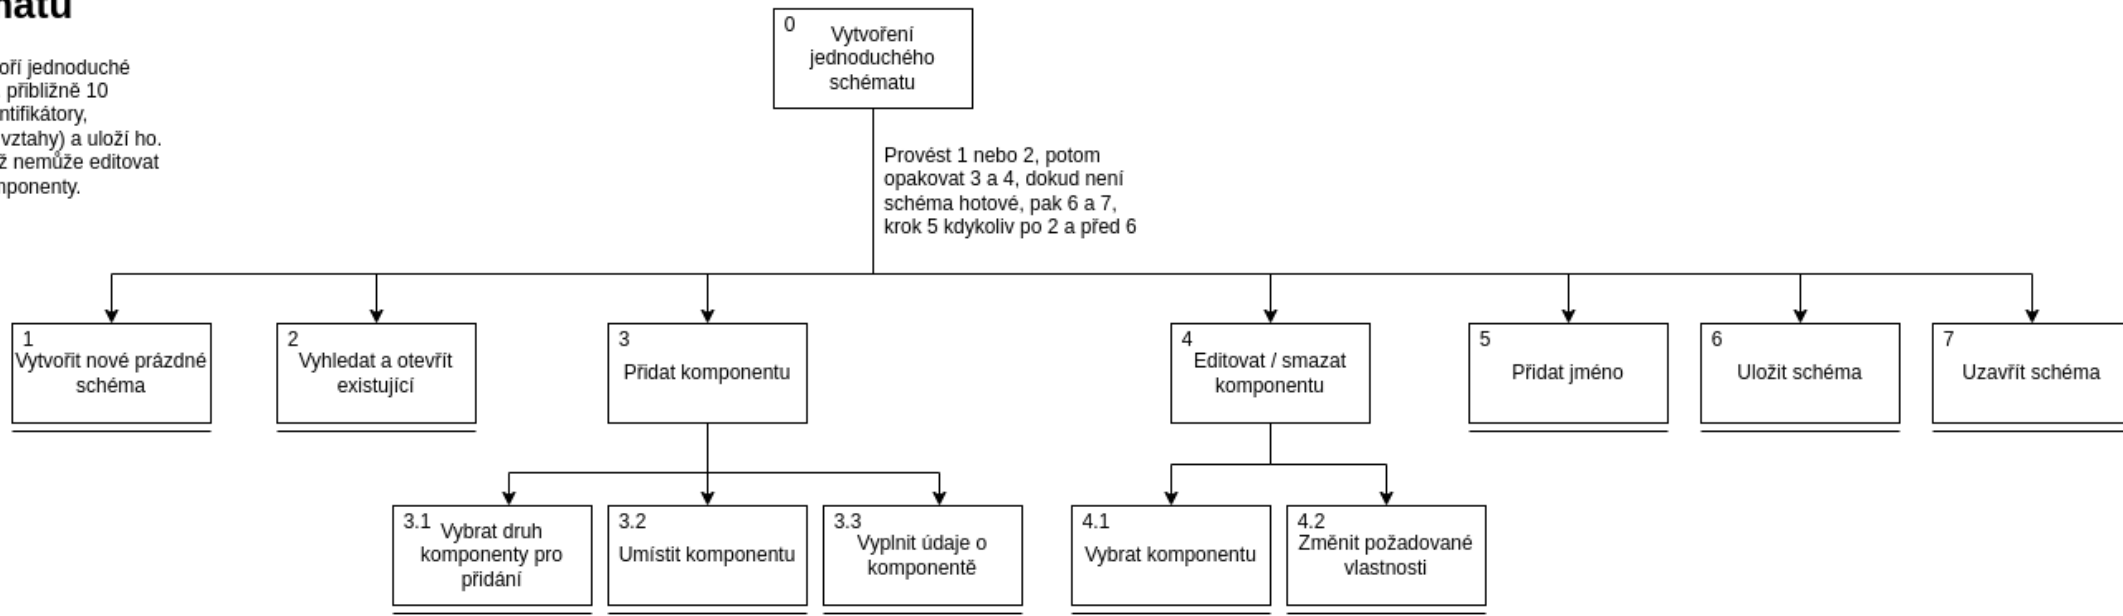 oří jednoduché
přibližně 10
vztahy) a uloží ho.
nemůže editovat
0
Vytvoření
jednoduchého
schématu
Provést 1 nebo 2, potom
opakovat 3 a 4, dokud není
schéma hotové, pak 6 a 7,
krok 5 kdykoliv po 2 a před 6
1
Vytvořit nové prázdné
schéma
2
Vyhledat a otevřít
existující
3
Přidat komponentu
4
Editovat / smazat
komponentu
5
Přidat jméno
6
Uložit schéma
7
Uzavřít schéma
3.1
Vybrat druh
komponenty pro
přidání
3.2
Umístit komponentu
3.3
Vyplnit údaje o
komponentě
4.1
Vybrat komponentu
4.2
Změnit požadované
vlastnosti